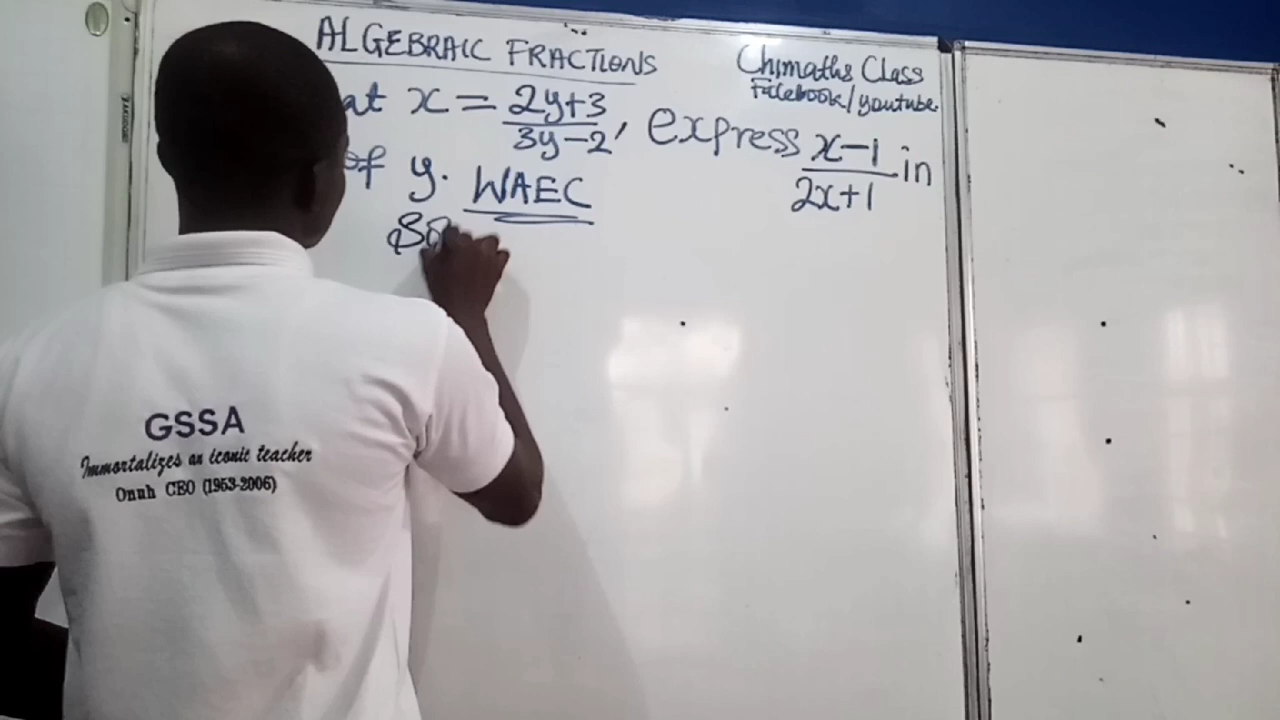 ALGEBRAIC FRACTIONS
Chimaths Class
Facebook/youtube.
at x = 2y+3/3y-2, express x-1/2x+1 in
of y. WAEC
So
GSSA
Immortalizes an iconic teacher
Onuh CEO (1953-2006)